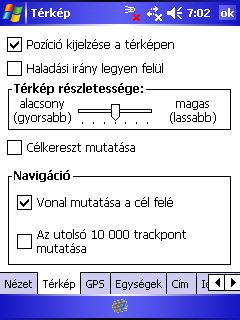 Térkép 7:02 ok
Pozíció kijelzése a térképen
Haladási irány legyen felül
Térkép részletessége:
alacsony magas
(gyorsabb) (lassabb)
Célkereszt mutatása
Navigáció
Vonal mutatása a cél felé
Az utolsó 10 000 trackpont
mutatása
Nézet Térkép GPS Egységek Cím